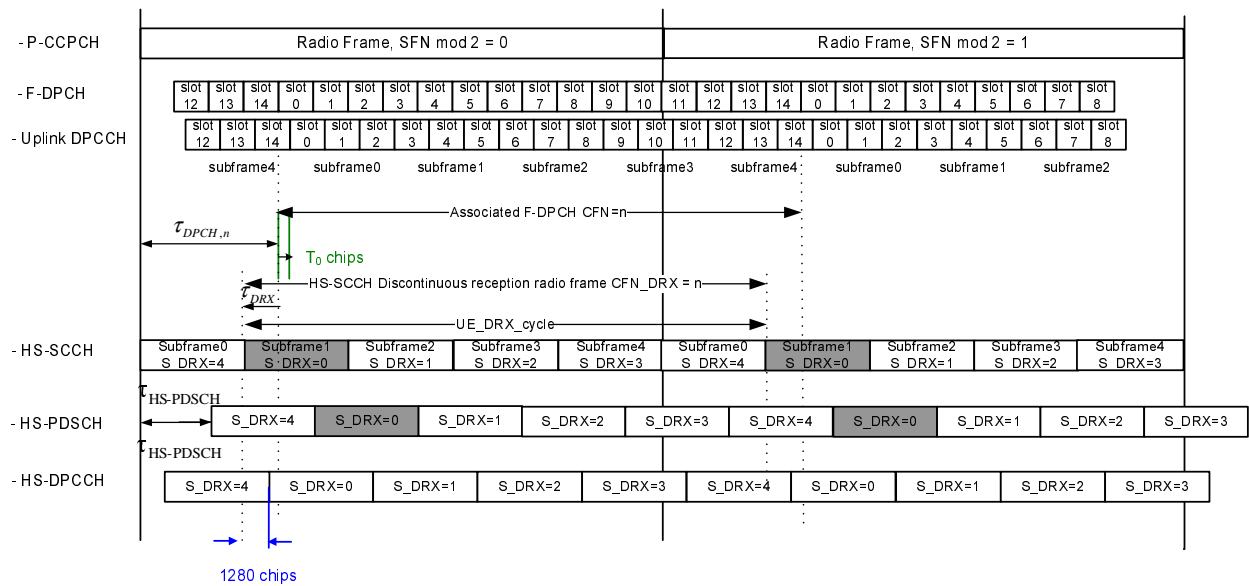 - P-CCPCH
Radio Frame, SFN mod 2 = 0
Radio Frame, SFN mod 2 = 1
- F-DPCH
slot 12 slot 13 slot 14 slot 0 slot 1 slot 2 slot 3 slot 4 slot 5 slot 6 slot 7 slot 8 slot 9 slot 10 slot 11 slot 12 slot 13 slot 14 slot 0 slot 1 slot 2 slot 3 slot 4 slot 5 slot 6 slot 7 slot 8
- Uplink DPCCH
slot 12 slot 13 slot 14 slot 0 slot 1 slot 2 slot 3 slot 4 slot 5 slot 6 slot 7 slot 8 slot 9 slot 10 slot 11 slot 12 slot 13 slot 14 slot 0 slot 1 slot 2 slot 3 slot 4 slot 5 slot 6 slot 7 slot 8
subframe4 subframe0 subframe1 subframe2 subframe3 subframe4 subframe0 subframe1 subframe2
Associated F-DPCH CFN=n
τDPCH,n
T0 chips
HS-SCCH Discontinuous reception radio frame CFN_DRX = n
τDRX
UE_DRX_cycle
- HS-SCCH
Subframe0 Subframe1 Subframe2 Subframe3 Subframe4 Subframe0 Subframe1 Subframe2 Subframe3 Subframe4
S_DRX=4 S_DRX=0 S_DRX=1 S_DRX=2 S_DRX=3 S_DRX=4 S_DRX=0 S_DRX=1 S_DRX=2 S_DRX=3
τHS-PDSCH
- HS-PDSCH
S_DRX=4 S_DRX=0 S_DRX=1 S_DRX=2 S_DRX=3 S_DRX=4 S_DRX=0 S_DRX=1 S_DRX=2 S_DRX=3
τHS-PDSCH
- HS-DPCCH
S_DRX=4 S_DRX=0 S_DRX=1 S_DRX=2 S_DRX=3 S_DRX=4 S_DRX=0 S_DRX=1 S_DRX=2 S_DRX=3
1280 chips